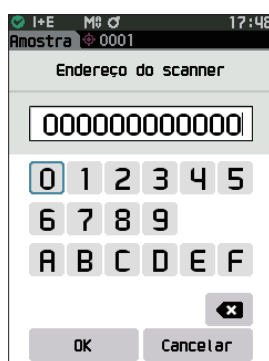 I+E M 17:48
Amostra 0001
Endereço do scanner
000000000000
0 1 2 3 4 5
6 7 8 9
A B C D E F
OK Cancelar